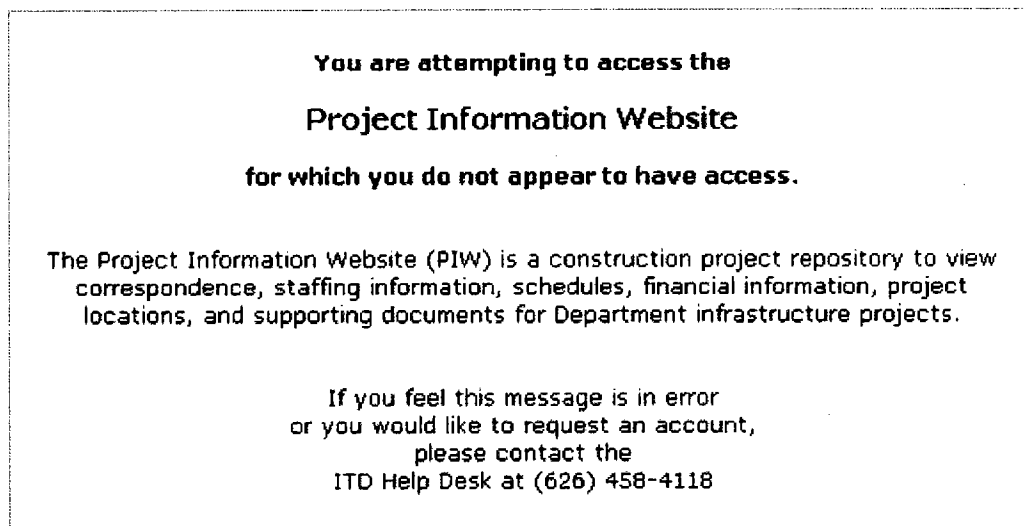 You are attempting to access the
Project Information Website
for which you do not appear to have access.
The Project Information Website (PIW) is a construction project repository to view
correspondence, staffing information, schedules, financial information, project
locations, and supporting documents for Department infrastructure projects.
If you feel this message is in error
or you would like to request an account,
please contact the
ITD Help Desk at (626) 458-4118